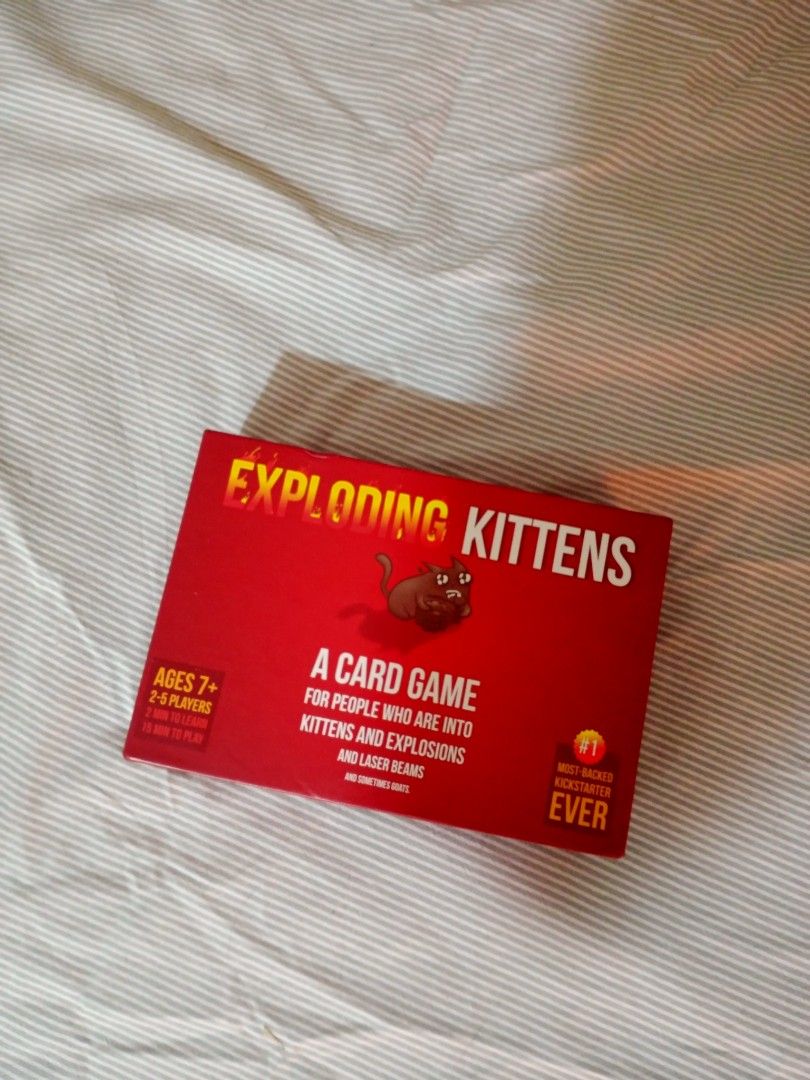 EXPLODING KITTENS
A CARD GAME
FOR PEOPLE WHO ARE INTO
KITTENS AND EXPLOSIONS
AND LASER BEAMS
AND SOMETIMES GOATS.
AGES 7+
2-5 PLAYERS
2 MIN TO LEARN
15 MIN TO PLAY
#1
MOST-BACKED
KICKSTARTER
EVER